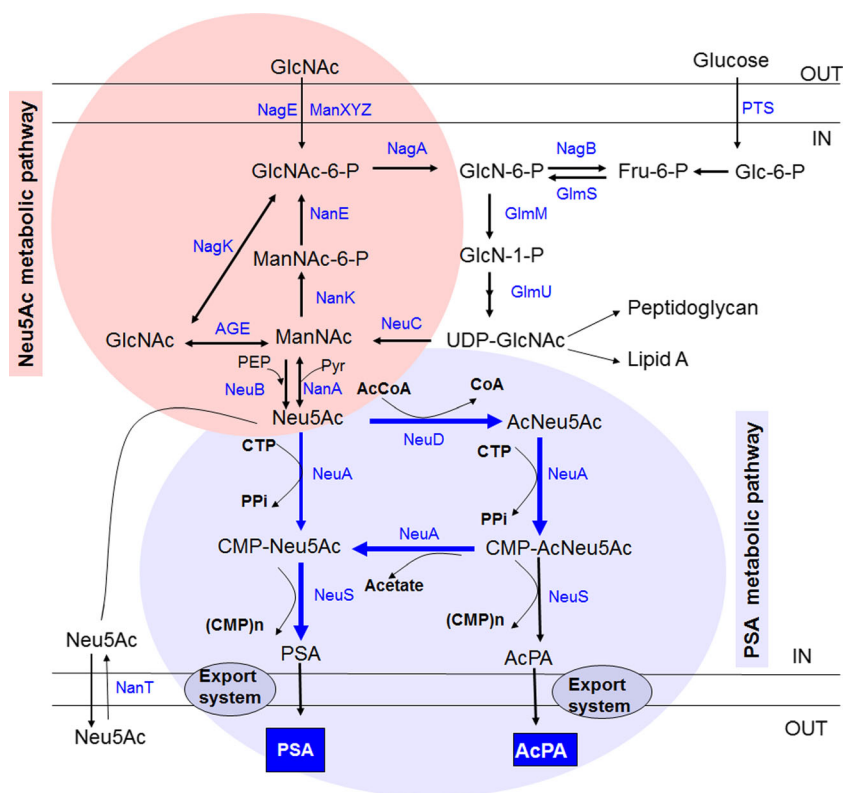 GlcNAc
Glucose
OUT
NagE
ManXYZ
PTS
IN
Neu5Ac metabolic pathway
NagA
NagB
GlcNAc-6-P
GlcN-6-P
Fru-6-P
Glc-6-P
GlmS
NanE
GlmM
NagK
ManNAc-6-P
GlcN-1-P
NanK
GlmU
Peptidoglycan
AGE
NeuC
GlcNAc
ManNAc
UDP-GlcNAc
Lipid A
PEP
Pyr
NeuB
NanA
AcCoA
CoA
Neu5Ac
AcNeu5Ac
NeuD
CTP
CTP
NeuA
NeuA
PPi
PPi
PSA metabolic pathway
NeuA
CMP-Neu5Ac
CMP-AcNeu5Ac
Acetate
NeuS
NeuS
(CMP)n
(CMP)n
Neu5Ac
PSA
AcPA
IN
Export
system
Export
system
NanT
Neu5Ac
OUT
PSA
AcPA